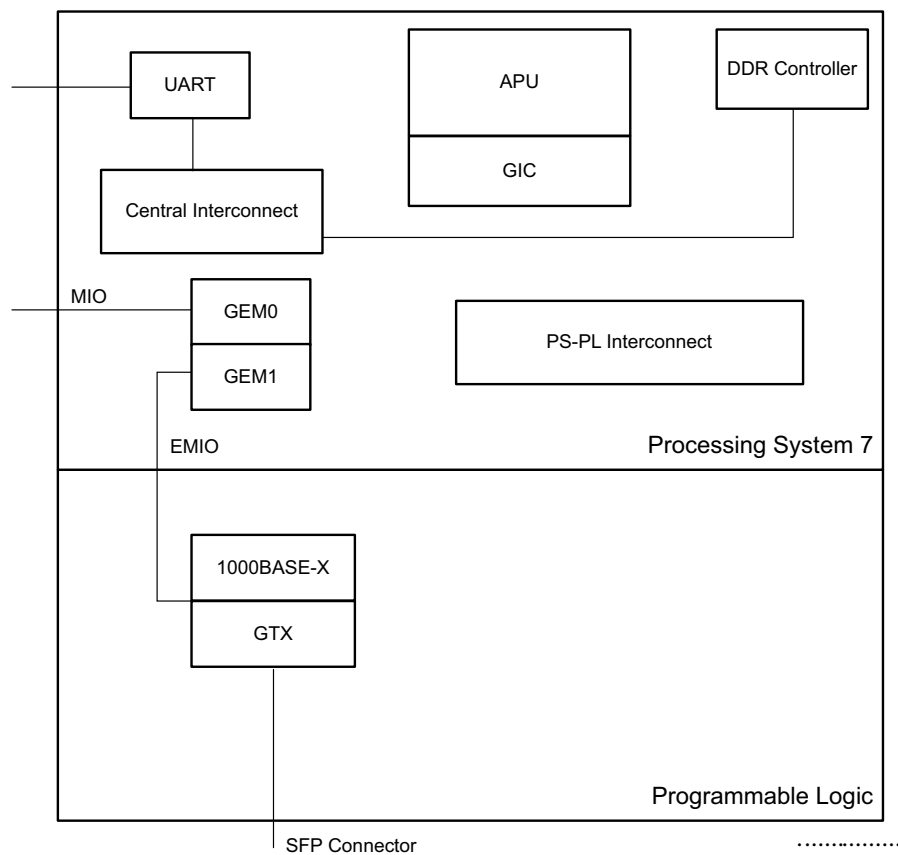 UART
APU
DDR Controller
GIC
Central Interconnect
MIO
GEM0
PS-PL Interconnect
GEM1
EMIO
Processing System 7
1000BASE-X
GTX
Programmable Logic
SFP Connector